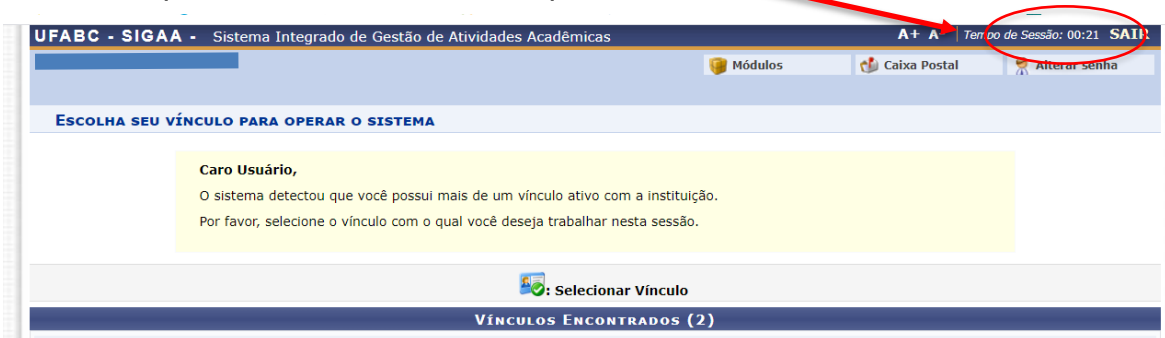 UFABC - SIGAA - Sistema Integrado de Gestão de Atividades Acadêmicas A+ A- Tempo de Sessão: 00:21 SAIR
Módulos Caixa Postal Alterar senha
ESCOLHA SEU VÍNCULO PARA OPERAR O SISTEMA
Caro Usuário,
O sistema detectou que você possui mais de um vínculo ativo com a instituição.
Por favor, selecione o vínculo com o qual você deseja trabalhar nesta sessão.
: Selecionar Vínculo
VÍNCULOS ENCONTRADOS (2)